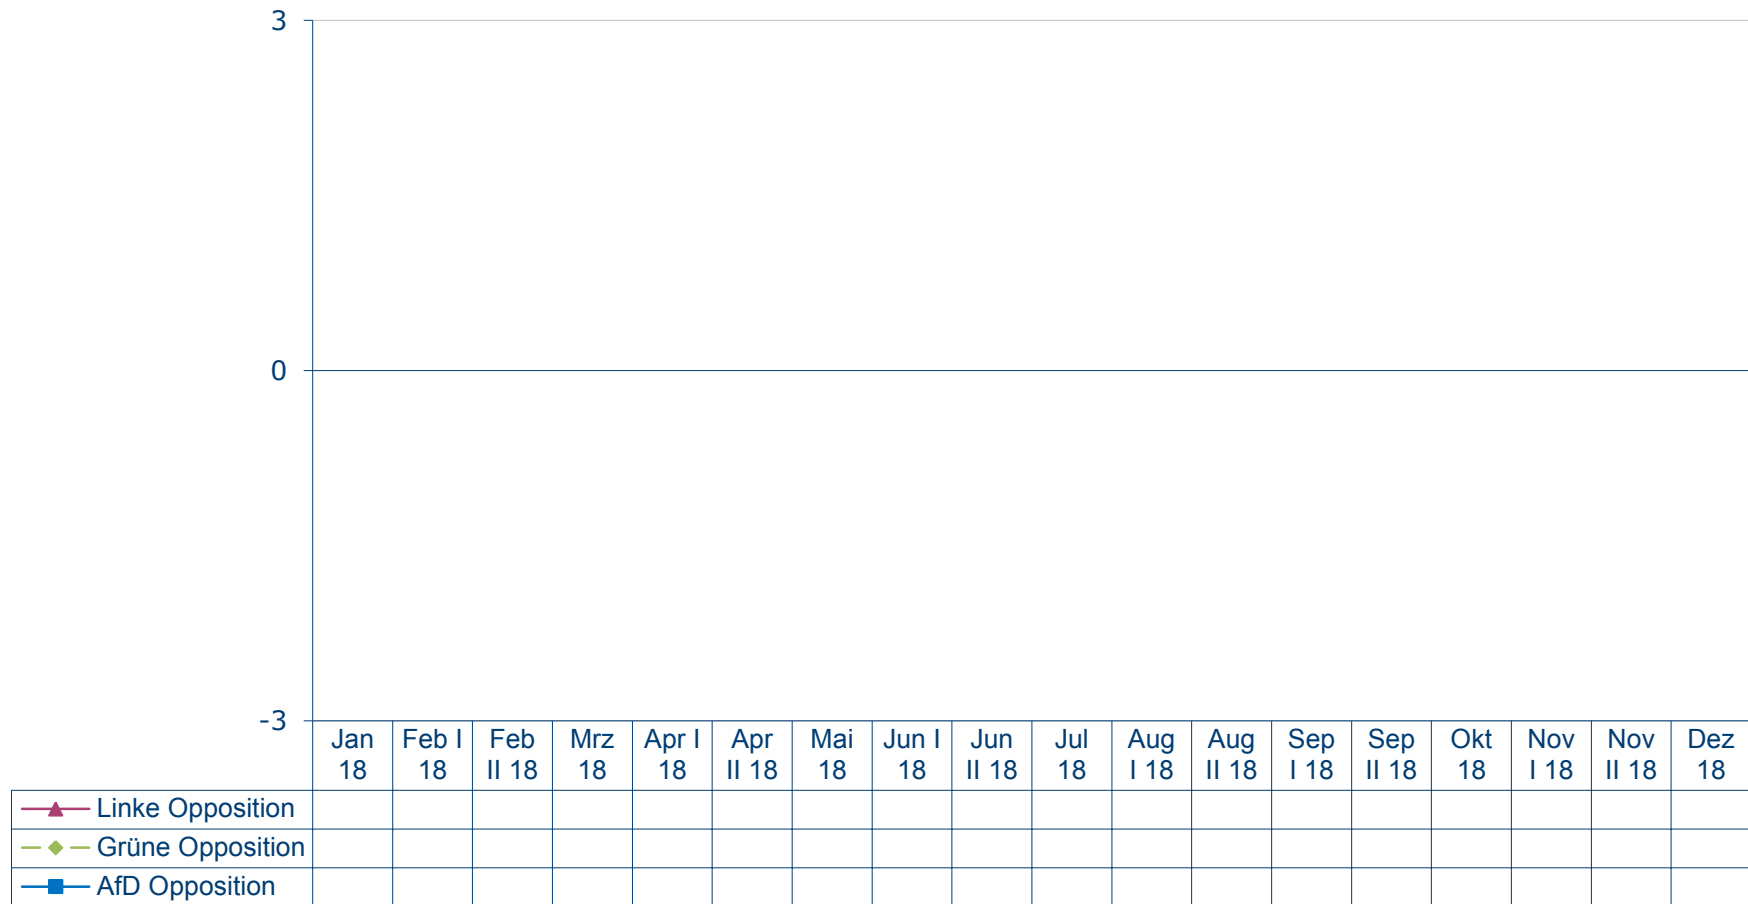 3
0
-3
Jan 18
Feb I 18
Feb II 18
Mrz 18
Apr I 18
Apr II 18
Mai 18
Jun I 18
Jun II 18
Jul 18
Aug I 18
Aug II 18
Sep I 18
Sep II 18
Okt 18
Nov I 18
Nov II 18
Dez 18
Linke Opposition
Grüne Opposition
AfD Opposition